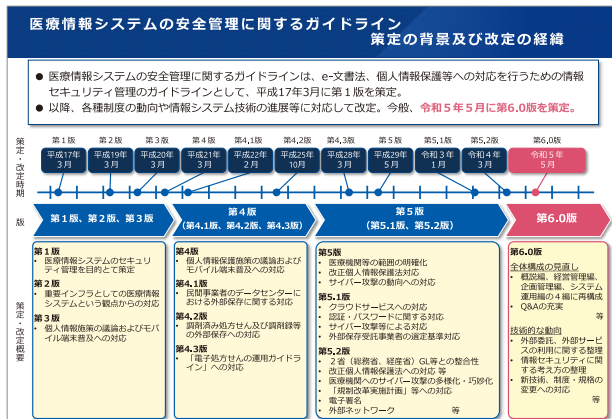 医療情報システムの安全管理に関するガイドライン
策定の背景及び改定の経緯
● 医療情報システムの安全管理に関するガイドラインは、e-文書法、個人情報保護等への対応を行うための情報
セキュリティ管理のガイドラインとして、平成17年3月に第１版を策定。
● 以降、各種制度の動向や情報システム技術の進展等に対応して改定。今般、令和５年５月に第6.0版を策定。
策定・改定時期
第１版 第２版 第３版 第４版 第4.1版 第4.2版 第4.3版 第５版 第5.1版 第5.2版 第6.0版
平成17年 平成19年 平成20年 平成21年 平成22年 平成25年 平成28年 平成29年 令和３年 令和４年 令和５年
３月 ３月 ３月 ３月 ２月 10月 ３月 ５月 １月 ３月 ５月
版
第１版、第２版、第３版
第４版
（第4.1版、第4.2版、第4.3版）
第５版
（第5.1版、第5.2版）
第6.0版
策定・改定概要
第１版
• 医療情報システムのセキュリ
ティ管理を目的として策定
第２版
• 重要インフラとしての医療情報
システムという観点からの対応
第３版
• 個人情報施策の議論およびモバ
イル端末普及への対応
第4版
• 個人情報保護施策の議論および
モバイル端末普及への対応
第4.1版
• 民間事業者のデータセンターに
おける外部保存に関する対応
第4.2版
• 調剤済み処方せん及び調剤録等
の外部保存への対応
第4.3版
• 「電子処方せんの運用ガイドラ
イン」への対応
第5版
• 医療機関等の範囲の明確化
• 改正個人情報保護法対応
• サイバー攻撃の動向への対応
第5.1版
• クラウドサービスへの対応
• 認証・パスワードに関する対応
• サイバー攻撃等による対応
• 外部保存受託事業者の選定基準対応
第5.2版
• ２省（総務省、経産省）GL等との整合性
• 改正個人情報保護法への対応 等
• 医療機関へのサイバー攻撃の多様化・巧妙化
• 「規制改革実施計画」等への対応
• 電子署名
• 外部ネットワーク 等
第6.0版
全体構成の見直し
• 概説編、経営管理編、
企画管理編、システム
運用編の４編に再構成
• Q&Aの充実
等
技術的な動向
• 外部委託、外部サービ
スの利用に関する整理
• 情報セキュリティに関
する考え方の整理
• 新技術、制度・規格の
変更への対応
等